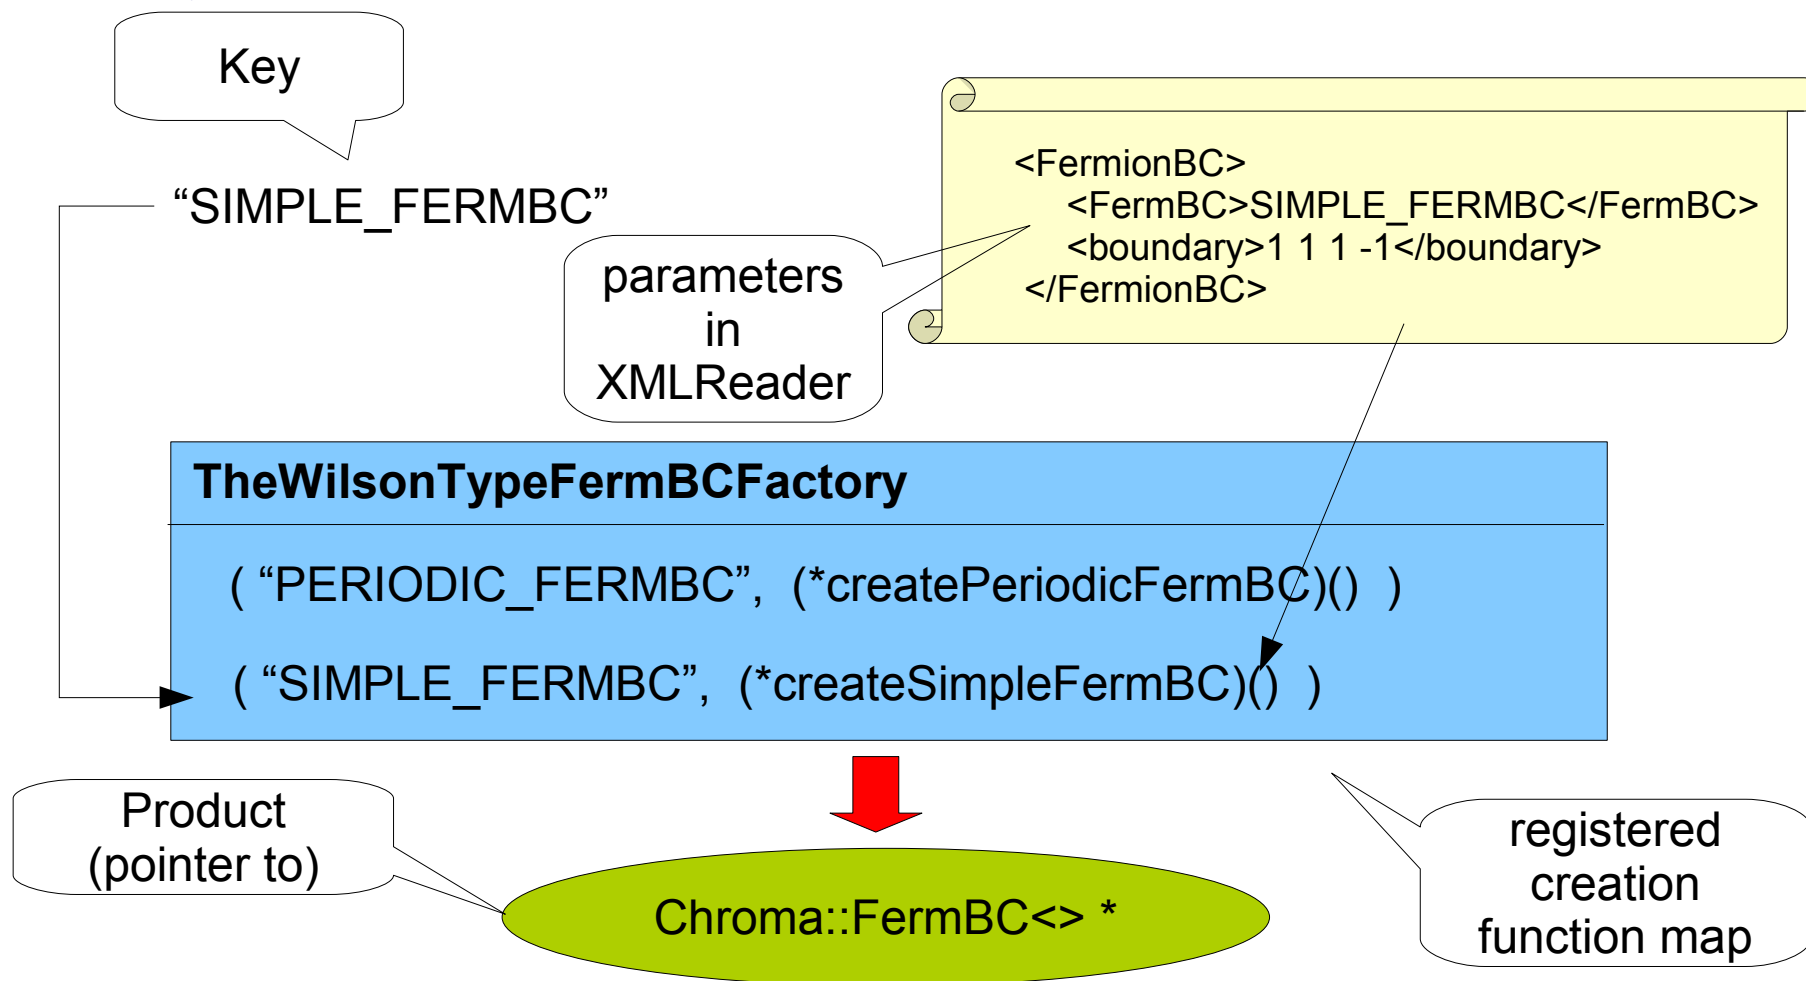 Key
“SIMPLE_FERMBC”
<FermionBC>
<FermBC>SIMPLE_FERMBC</FermBC>
<boundary>1 1 1 -1</boundary>
</FermionBC>
parameters
in
XMLReader
TheWilsonTypeFermBCFactory
( “PERIODIC_FERMBC”, (*createPeriodicFermBC)() )
( “SIMPLE_FERMBC”, (*createSimpleFermBC)() )
Product
(pointer to)
Chroma::FermBC<> *
registered
creation
function map